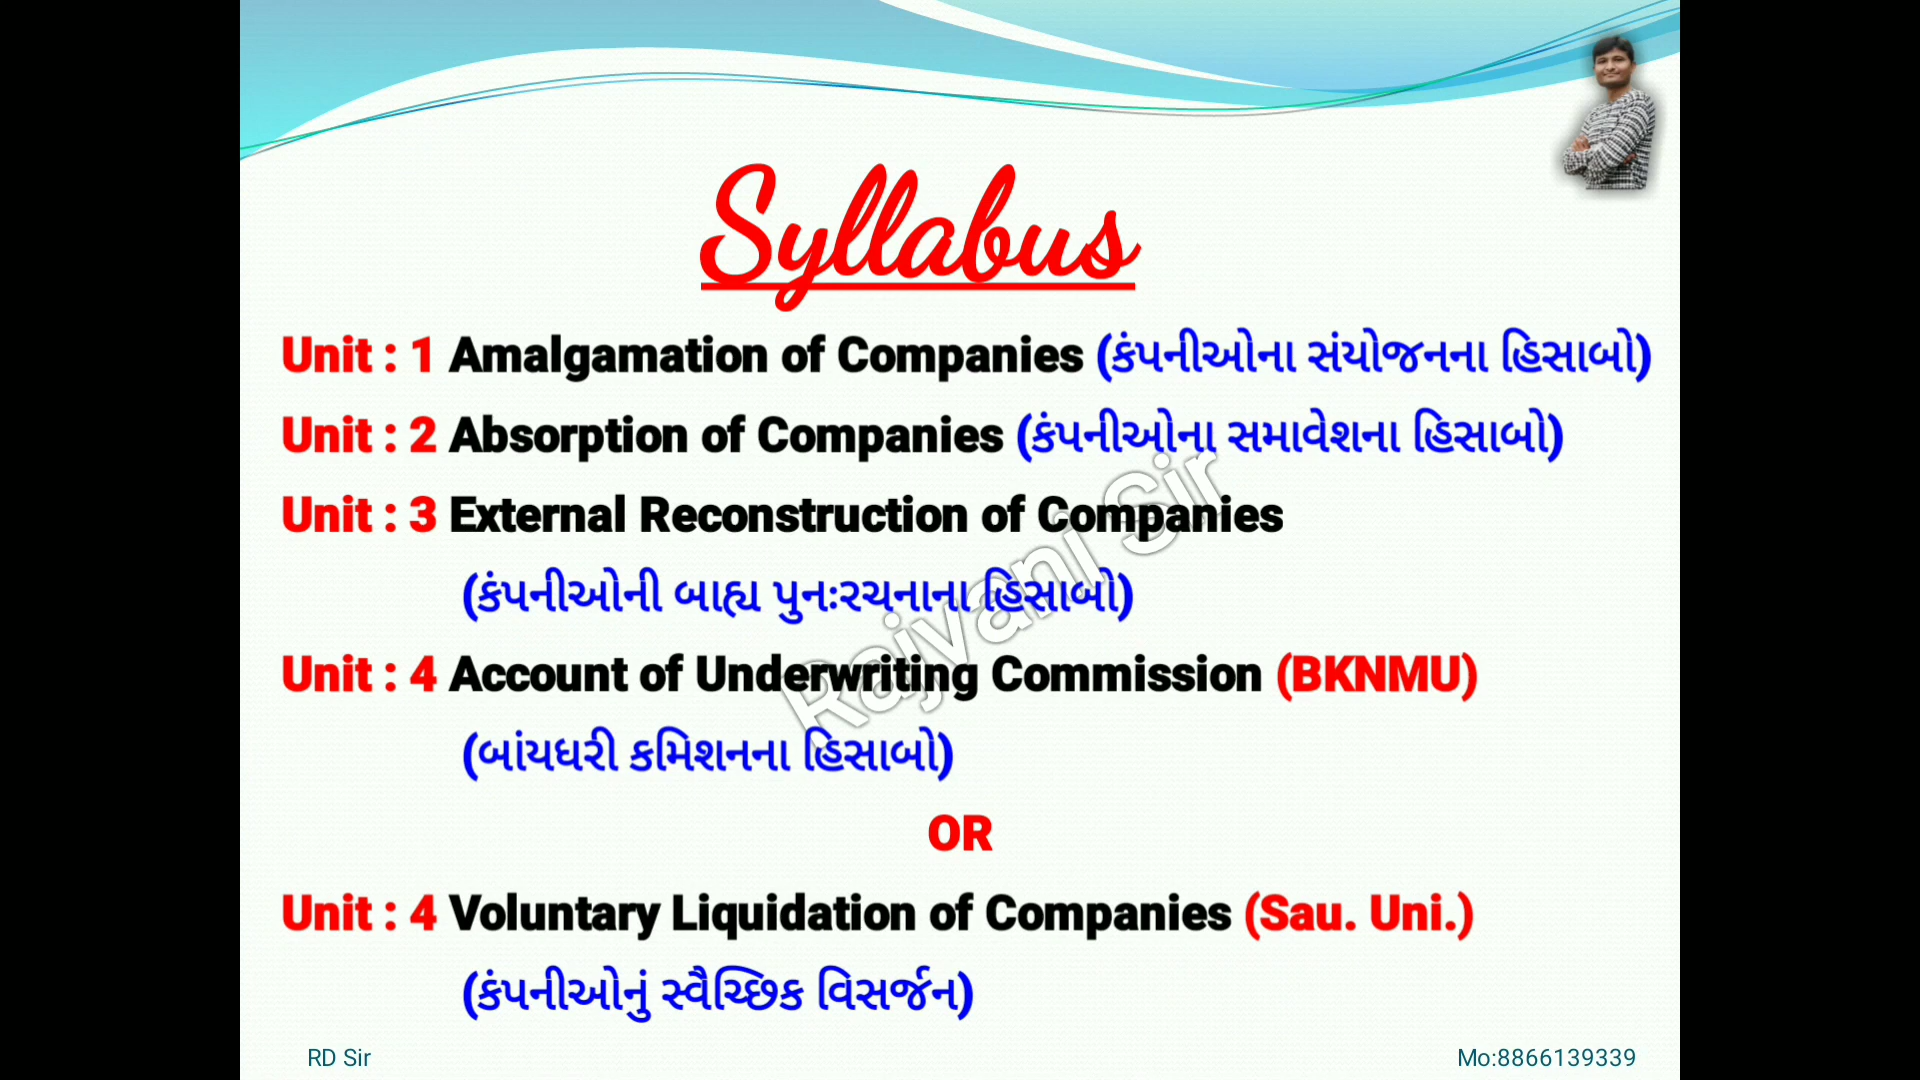 Syllabus
Unit : 1 Amalgamation of Companies (કંપનીઓના સંયોજનના હિસાબો)
Unit : 2 Absorption of Companies (કંપનીઓના સમાવેશના હિસાબો)
Unit : 3 External Reconstruction of Companies
(કંપનીઓની બાહ્ય પુનઃરચનાના હિસાબો)
Unit : 4 Account of Underwriting Commission (BKNMU)
(બાંયધરી કમિશનના હિસાબો)
OR
Unit : 4 Voluntary Liquidation of Companies (Sau. Uni.)
(કંપનીઓનું સ્વૈચ્છિક વિસર્જન)
Rajyani Sir
RD Sir
Mo:8866139339